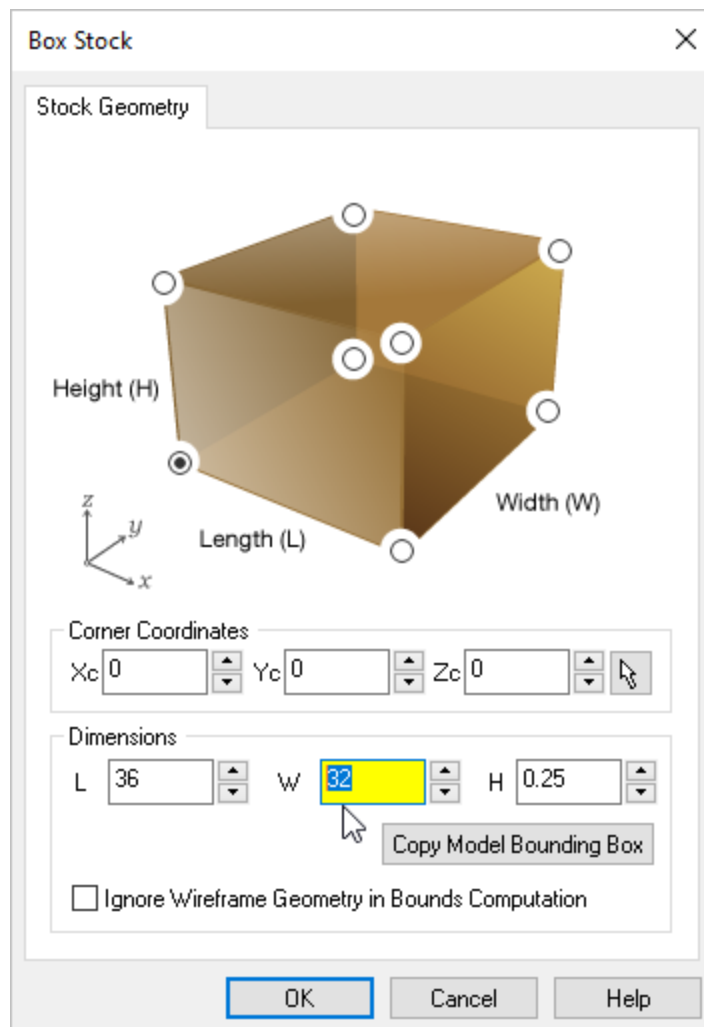 Box Stock
Stock Geometry
Height (H)
Width (W)
Length (L)
z
y
x
Corner Coordinates
Xc 0 Yc 0 Zc 0
Dimensions
L 36 W 32 H 0.25
Copy Model Bounding Box
Ignore Wireframe Geometry in Bounds Computation
OK Cancel Help